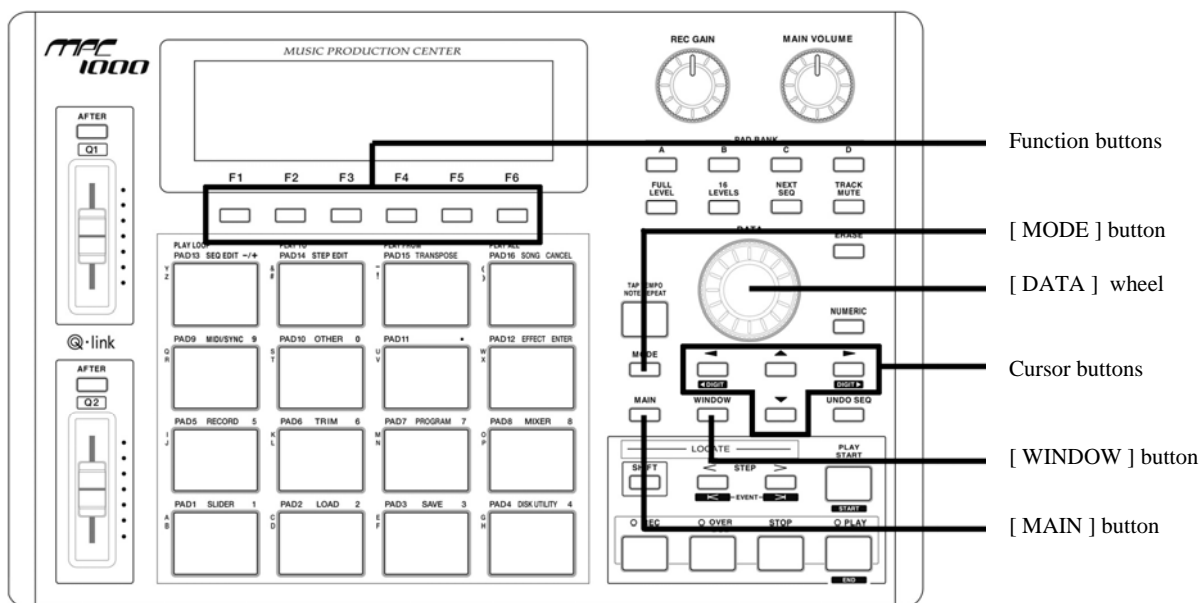 MPC
1000
MUSIC PRODUCTION CENTER
REC GAIN
MAIN VOLUME
AFTER
Q1
F1 F2 F3 F4 F5 F6
PAD BANK
A B C D
FULL LEVEL
16 LEVELS
NEXT SEQ
TRACK MUTE
Function buttons
DATA
ERASE
[ MODE ] button
[ DATA ] wheel
PLAY LOOP
PAD13 SEQ EDIT −/+
Y
Z
PLAY TO
PAD14 STEP EDIT
&
#
PLAY FROM
PAD15 TRANSPOSE
-
!
PLAY ALL
PAD16 SONG CANCEL
(
)
TAP TEMPO
NOTE REPEAT
NUMERIC
Q·link
PAD9 MIDI/SYNC 9
Q
R
PAD10 OTHER 0
S
T
PAD11 .
U
V
PAD12 EFFECT ENTER
W
X
MODE
◄DIGIT
DIGIT►
Cursor buttons
AFTER
Q2
MAIN
WINDOW
UNDO SEQ
PAD5 RECORD 5
I
J
PAD6 TRIM 6
K
L
PAD7 PROGRAM 7
M
N
PAD8 MIXER 8
O
P
LOCATE
SHIFT
< STEP >
EVENT
PLAY
START
START
[ WINDOW ] button
PAD1 SLIDER 1
A
B
PAD2 LOAD 2
C
D
PAD3 SAVE 3
E
F
PAD4 DISK UTILITY 4
G
H
REC
OVER
STOP
PLAY
END
[ MAIN ] button